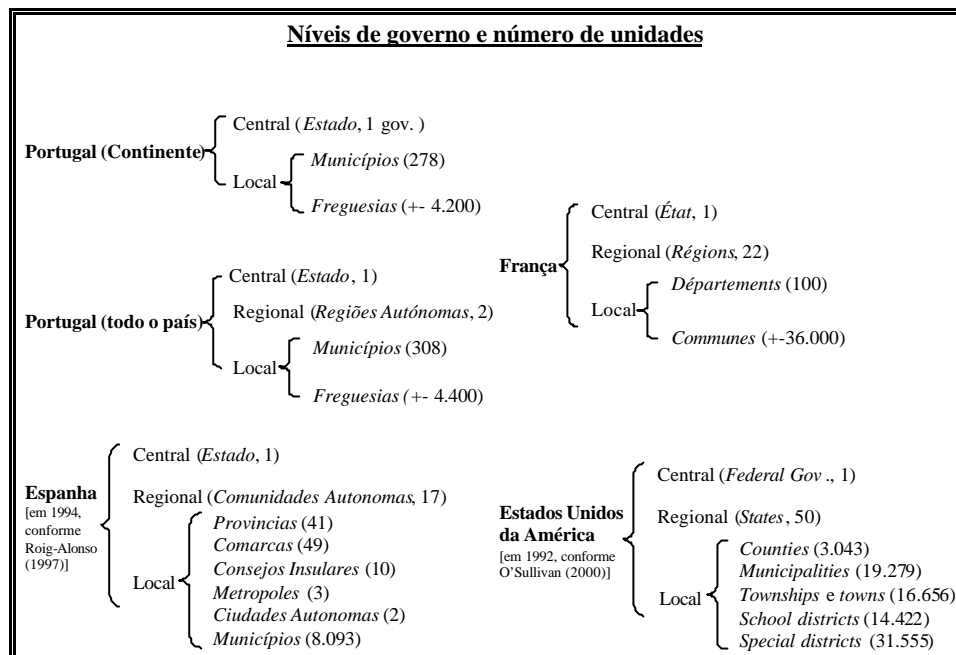 Níveis de governo e número de unidades
Portugal (Continente)
Central (Estado, 1 gov. )
Local
Municípios (278)
Freguesias (+- 4.200)
França
Central (État, 1)
Regional (Régions, 22)
Local
Départements (100)
Communes (+-36.000)
Portugal (todo o país)
Central (Estado, 1)
Regional (Regiões Autónomas, 2)
Local
Municípios (308)
Freguesias (+- 4.400)
Espanha
[em 1994,
conforme
Roig-Alonso
(1997)]
Central (Estado, 1)
Regional (Comunidades Autonomas, 17)
Local
Provincias (41)
Comarcas (49)
Consejos Insulares (10)
Metropoles (3)
Ciudades Autonomas (2)
Municípios (8.093)
Estados Unidos
da América
[em 1992, conforme
O'Sullivan (2000)]
Central (Federal Gov ., 1)
Regional (States, 50)
Local
Counties (3.043)
Municipalities (19.279)
Townships e towns (16.656)
School districts (14.422)
Special districts (31.555)